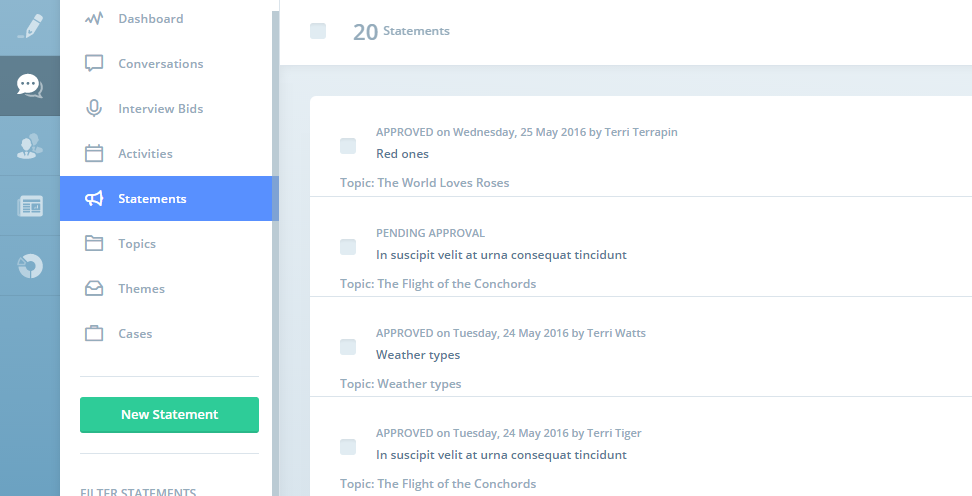 Dashboard
Conversations
Interview Bids
Activities
Statements
Topics
Themes
Cases
New Statement
FILTER STATEMENTS
20 Statements
APPROVED on Wednesday, 25 May 2016 by Terri Terrapin
Red ones
Topic: The World Loves Roses
PENDING APPROVAL
In suscipit velit at urna consequat tincidunt
Topic: The Flight of the Conchords
APPROVED on Tuesday, 24 May 2016 by Terri Watts
Weather types
Topic: Weather types
APPROVED on Tuesday, 24 May 2016 by Terri Tiger
In suscipit velit at urna consequat tincidunt
Topic: The Flight of the Conchords